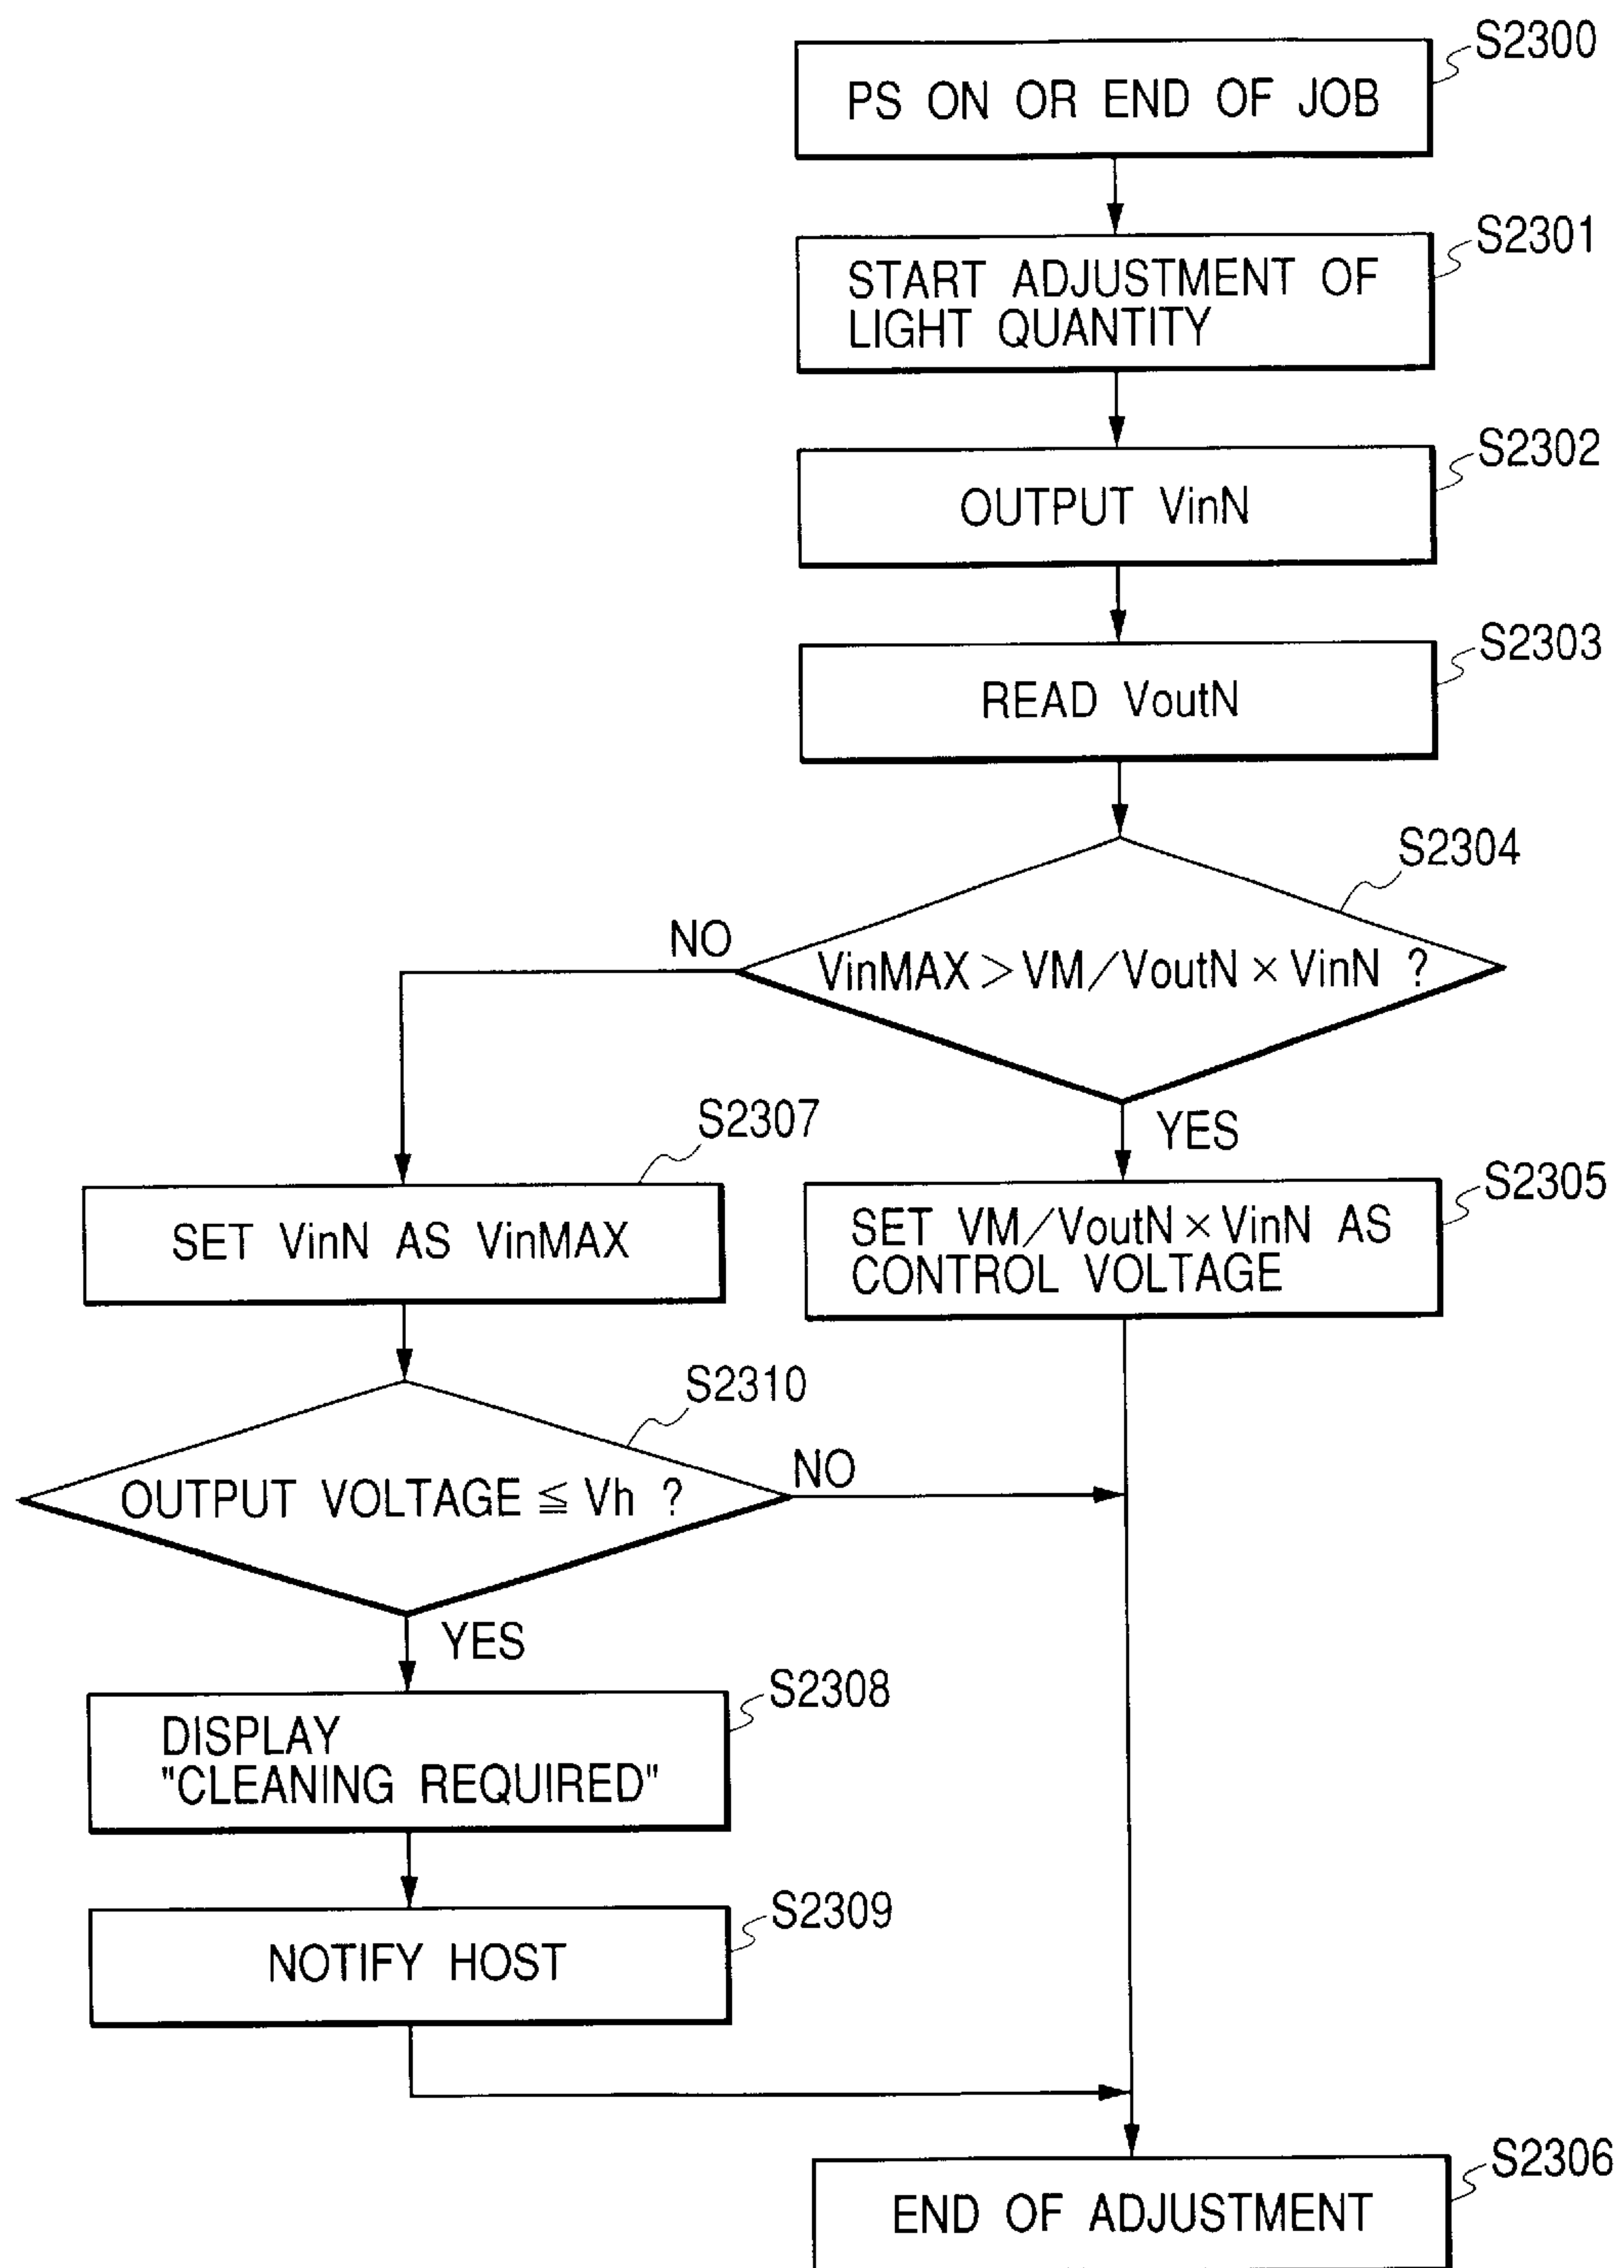 S2300
PS ON OR END OF JOB
S2301
START ADJUSTMENT OF
LIGHT QUANTITY
S2302
OUTPUT VinN
S2303
READ VoutN
S2304
NO
VinMAX > VM/VoutN × VinN ?
YES
S2307
SET VinN AS VinMAX
S2305
SET VM/VoutN × VinN AS
CONTROL VOLTAGE
S2310
OUTPUT VOLTAGE ≦ Vh ?
NO
YES
S2308
DISPLAY
"CLEANING REQUIRED"
S2309
NOTIFY HOST
S2306
END OF ADJUSTMENT